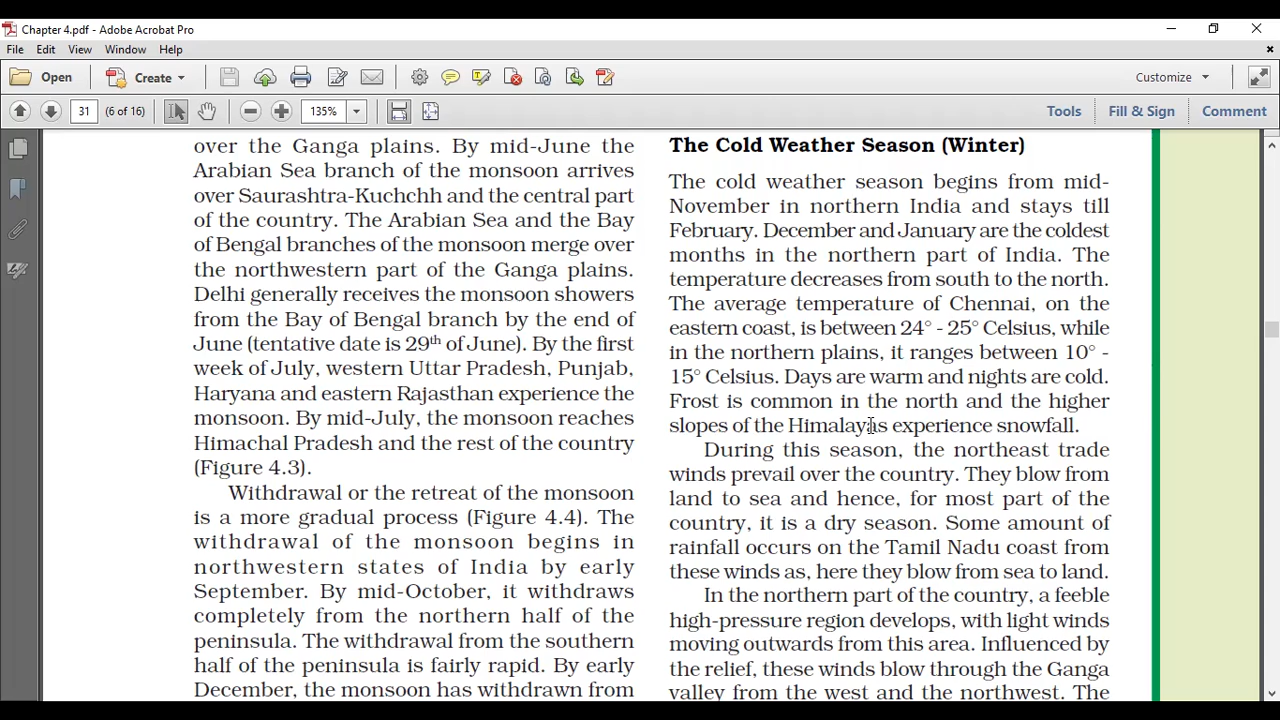 Chapter 4.pdf - Adobe Acrobat Pro
File Edit View Window Help
Open Create Customize
31 (6 of 16) 135% Tools Fill & Sign Comment
over the Ganga plains. By mid-June the
Arabian Sea branch of the monsoon arrives
over Saurashtra-Kuchchh and the central part
of the country. The Arabian Sea and the Bay
of Bengal branches of the monsoon merge over
the northwestern part of the Ganga plains.
Delhi generally receives the monsoon showers
from the Bay of Bengal branch by the end of
June (tentative date is 29th of June). By the first
week of July, western Uttar Pradesh, Punjab,
Haryana and eastern Rajasthan experience the
monsoon. By mid-July, the monsoon reaches
Himachal Pradesh and the rest of the country
(Figure 4.3).
Withdrawal or the retreat of the monsoon
is a more gradual process (Figure 4.4). The
withdrawal of the monsoon begins in
northwestern states of India by early
September. By mid-October, it withdraws
completely from the northern half of the
peninsula. The withdrawal from the southern
half of the peninsula is fairly rapid. By early
December, the monsoon has withdrawn from
The Cold Weather Season (Winter)
The cold weather season begins from mid-
November in northern India and stays till
February. December and January are the coldest
months in the northern part of India. The
temperature decreases from south to the north.
The average temperature of Chennai, on the
eastern coast, is between 24° - 25° Celsius, while
in the northern plains, it ranges between 10° -
15° Celsius. Days are warm and nights are cold.
Frost is common in the north and the higher
slopes of the Himalayas experience snowfall.
During this season, the northeast trade
winds prevail over the country. They blow from
land to sea and hence, for most part of the
country, it is a dry season. Some amount of
rainfall occurs on the Tamil Nadu coast from
these winds as, here they blow from sea to land.
In the northern part of the country, a feeble
high-pressure region develops, with light winds
moving outwards from this area. Influenced by
the relief, these winds blow through the Ganga
valley from the west and the northwest. The